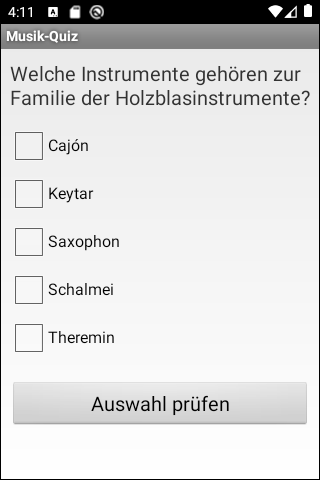 4:11
Musik-Quiz
Welche Instrumente gehören zur
Familie der Holzblasinstrumente?
Cajón
Keytar
Saxophon
Schalmei
Theremin
Auswahl prüfen